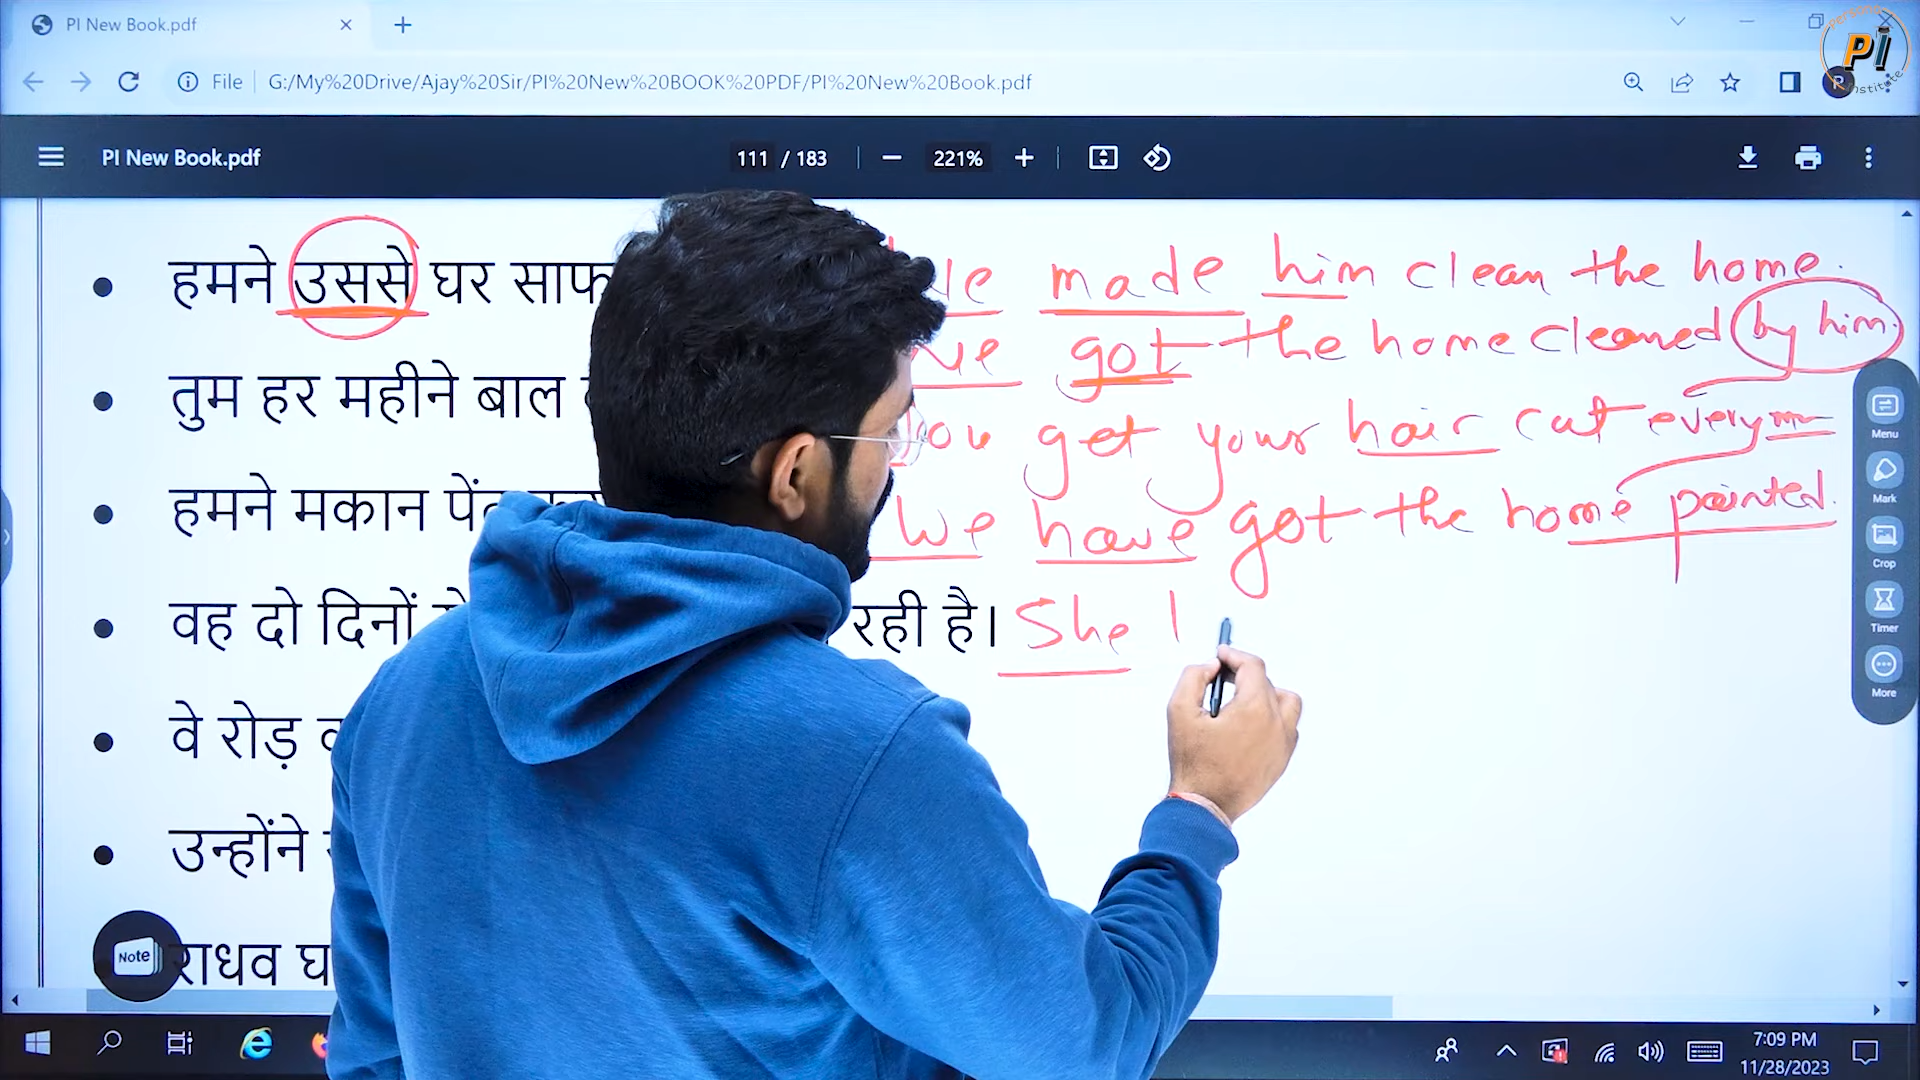 PI New Book.pdf
File G:/My%20Drive/Ajay%20Sir/PI%20New%20BOOK%20PDF/PI%20New%20Book.pdf
PI
Institute
PI New Book.pdf 111 / 183 221%
हमने उससे घर साफ made him clean the home.
got the home cleaned by him.
तुम हर महीने बाल You get your hair cut every
हमने मकान पेंट We have got the home painted.
वह दो दिनों रही है। She
वे रोड़
उन्होंने
राधव
Menu
Mark
Crop
Timer
More
Note
7:09 PM
11/28/2023